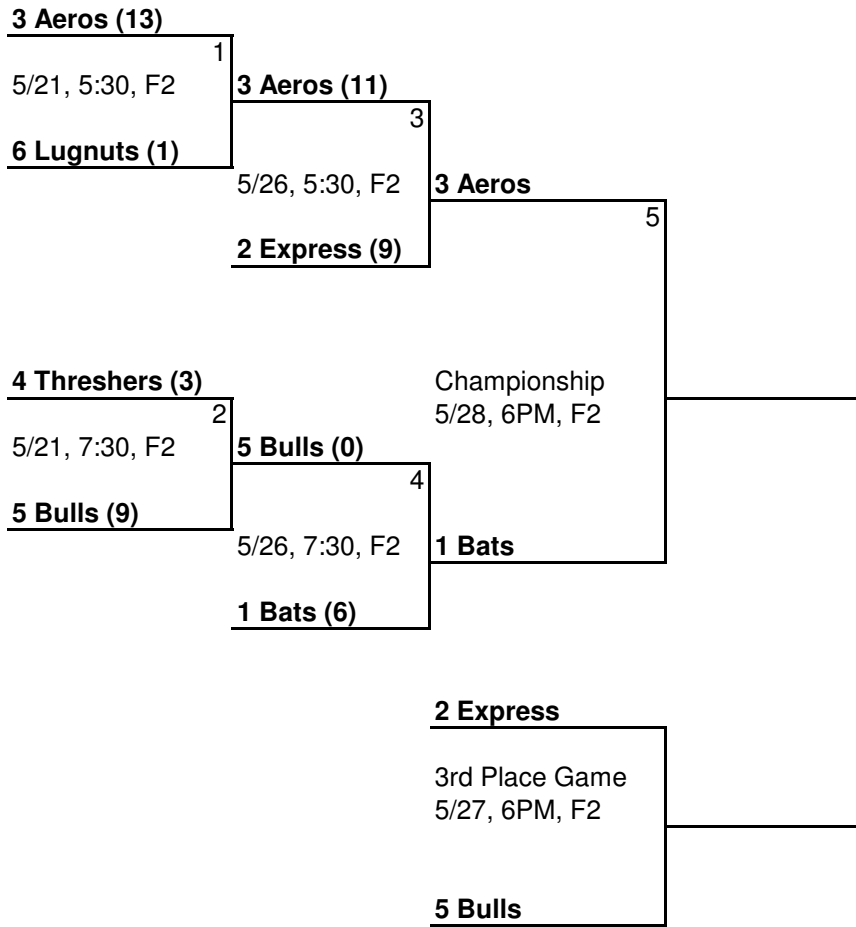 3 Aeros (13)
1
5/21, 5:30, F2
3 Aeros (11)
3
6 Lugnuts (1)
5/26, 5:30, F2
3 Aeros
5
2 Express (9)
4 Threshers (3)
Championship
2
5/28, 6PM, F2
5/21, 7:30, F2
5 Bulls (0)
4
5 Bulls (9)
5/26, 7:30, F2
1 Bats
1 Bats (6)
2 Express
3rd Place Game
5/27, 6PM, F2
5 Bulls